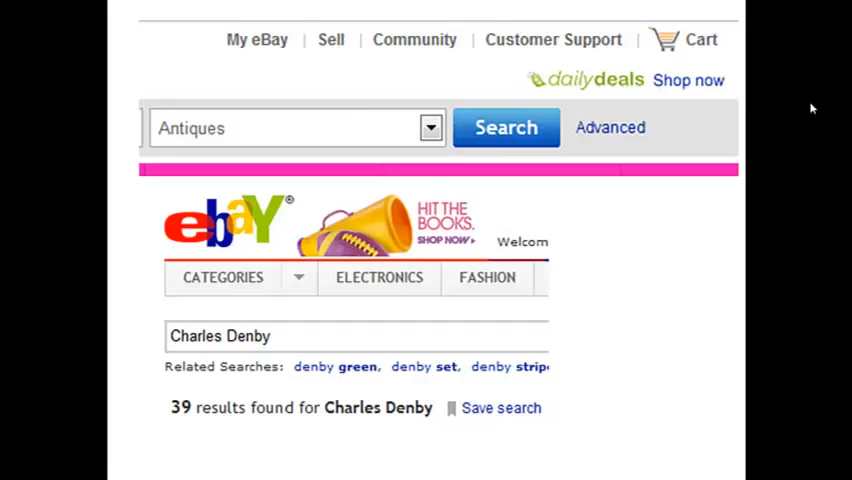 My eBay | Sell | Community | Customer Support | Cart
dailydeals Shop now
Antiques Search Advanced
ebaY® HIT THE
BOOKS.
SHOP NOW Welcom
CATEGORIES ELECTRONICS FASHION
Charles Denby
Related Searches: denby green, denby set, denby strip
39 results found for Charles Denby Save search